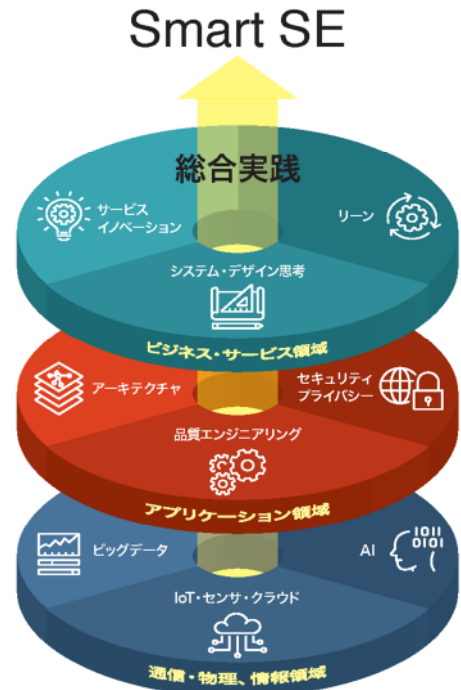 Smart SE
総合実践
サービス
イノベーション
リーン
システム・デザイン思考
ビジネス・サービス領域
アーキテクチャ
セキュリティ
プライバシー
品質エンジニアリング
アプリケーション領域
ビッグデータ
AI
1011
0101
IoT・センサ・クラウド
通信・物理、情報領域